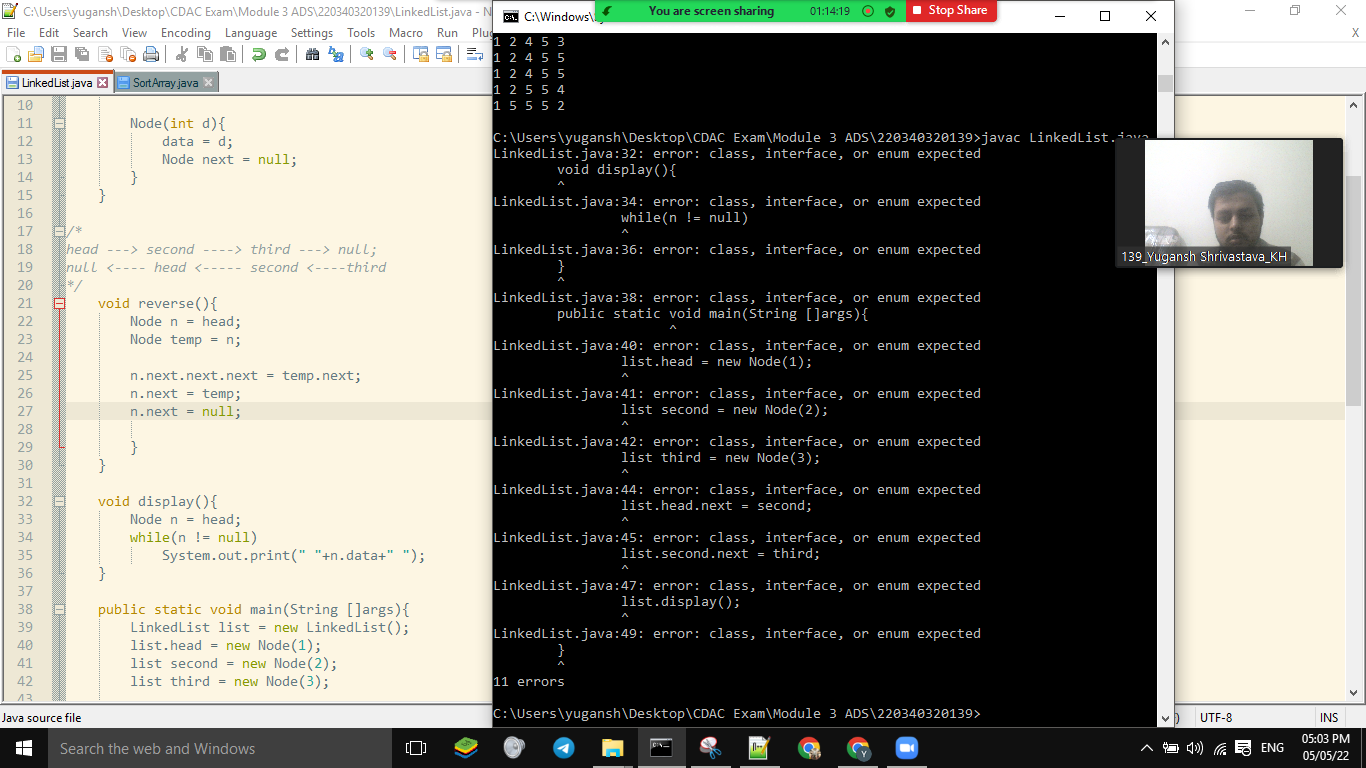 C:\Users\yugansh\Desktop\CDAC Exam\Module 3 ADS\220340320139\LinkedList.java - N
File Edit Search View Encoding Language Settings Tools Macro Run Plu
X
LinkedList.java
SortArray.java
10
11 Node(int d){
12 data = d;
13 Node next = null;
14 }
15 }
16
17 /*
18 head ---> second ----> third ---> null;
19 null <---- head <----- second <----third
20 */
21 void reverse(){
22 Node n = head;
23 Node temp = n;
24
25 n.next.next.next = temp.next;
26 n.next = temp;
27 n.next = null;
28
29 }
30 }
31
32 void display(){
33 Node n = head;
34 while(n != null)
35 System.out.print(" "+n.data+" ");
36 }
37
38 public static void main(String []args){
39 LinkedList list = new LinkedList();
40 list.head = new Node(1);
41 list second = new Node(2);
42 list third = new Node(3);
43
Java source file
UTF-8
INS
C:\Windows\
You are screen sharing
01:14:19
Stop Share
1 2 4 5 3
1 2 4 5 5
1 2 4 5 5
1 2 5 5 4
1 5 5 5 2
C:\Users\yugansh\Desktop\CDAC Exam\Module 3 ADS\220340320139>javac LinkedList.java
LinkedList.java:32: error: class, interface, or enum expected
void display(){
^
LinkedList.java:34: error: class, interface, or enum expected
while(n != null)
^
LinkedList.java:36: error: class, interface, or enum expected
}
^
LinkedList.java:38: error: class, interface, or enum expected
public static void main(String []args){
^
LinkedList.java:40: error: class, interface, or enum expected
list.head = new Node(1);
^
LinkedList.java:41: error: class, interface, or enum expected
list second = new Node(2);
^
LinkedList.java:42: error: class, interface, or enum expected
list third = new Node(3);
^
LinkedList.java:44: error: class, interface, or enum expected
list.head.next = second;
^
LinkedList.java:45: error: class, interface, or enum expected
list.second.next = third;
^
LinkedList.java:47: error: class, interface, or enum expected
list.display();
^
LinkedList.java:49: error: class, interface, or enum expected
}
^
11 errors
C:\Users\yugansh\Desktop\CDAC Exam\Module 3 ADS\220340320139>
139_Yugansh Shrivastava_KH
Search the web and Windows
ENG
05:03 PM
05/05/22